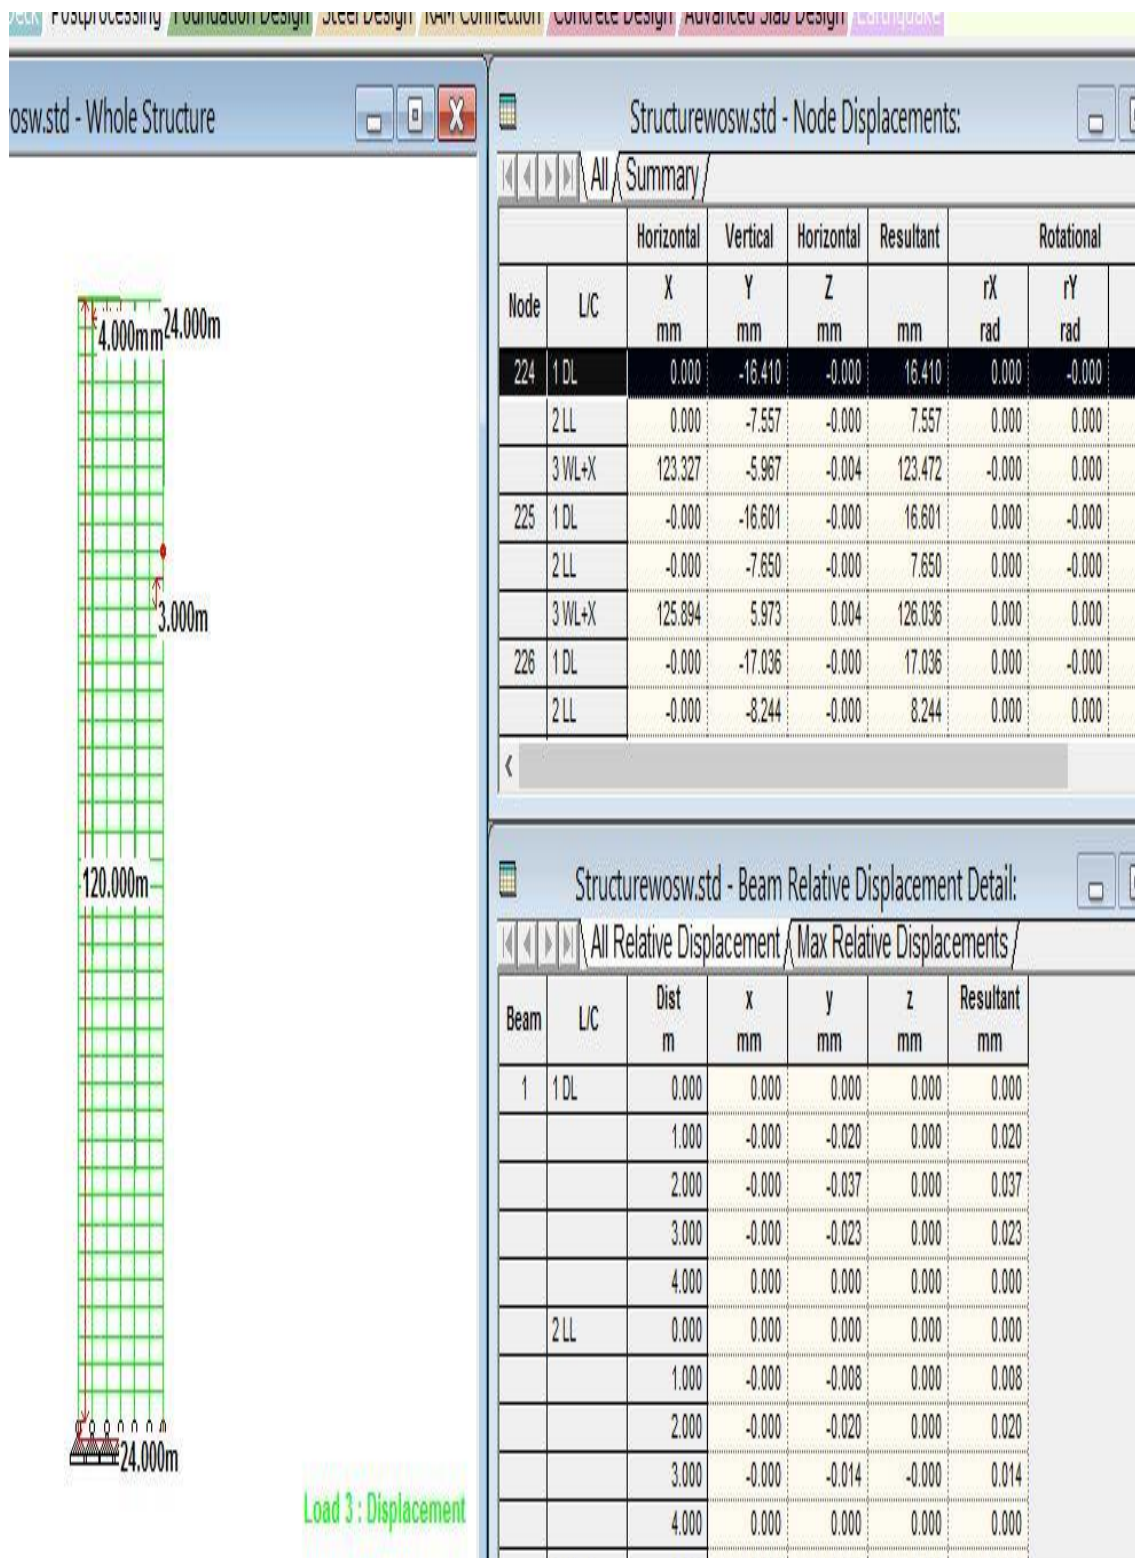 Deck Postprocessing Foundation Design Steel Design RAM Connection Concrete Design Advanced Slab Design Earthquake
osw.std - Whole Structure
4.000mm 24.000m
3.000m
120.000m
24.000m
Load 3 : Displacement
Structurewosw.std - Node Displacements:
All Summary
Horizontal Vertical Horizontal Resultant Rotational
Node L/C X mm Y mm Z mm mm rX rad rY rad
224 1 DL 0.000 -16.410 -0.000 16.410 0.000 -0.000
2 LL 0.000 -7.557 -0.000 7.557 0.000 0.000
3 WL+X 123.327 -5.967 -0.004 123.472 -0.000 0.000
225 1 DL -0.000 -16.601 -0.000 16.601 0.000 -0.000
2 LL -0.000 -7.650 -0.000 7.650 0.000 -0.000
3 WL+X 125.894 5.973 0.004 126.036 0.000 0.000
226 1 DL -0.000 -17.036 -0.000 17.036 0.000 -0.000
2 LL -0.000 -8.244 -0.000 8.244 0.000 0.000
Structurewosw.std - Beam Relative Displacement Detail:
All Relative Displacement Max Relative Displacements
Beam L/C Dist m x mm y mm z mm Resultant mm
1 1 DL 0.000 0.000 0.000 0.000 0.000
1.000 -0.000 -0.020 0.000 0.020
2.000 -0.000 -0.037 0.000 0.037
3.000 -0.000 -0.023 0.000 0.023
4.000 0.000 0.000 0.000 0.000
2 LL 0.000 0.000 0.000 0.000 0.000
1.000 -0.000 -0.008 0.000 0.008
2.000 -0.000 -0.020 0.000 0.020
3.000 -0.000 -0.014 -0.000 0.014
4.000 0.000 0.000 0.000 0.000